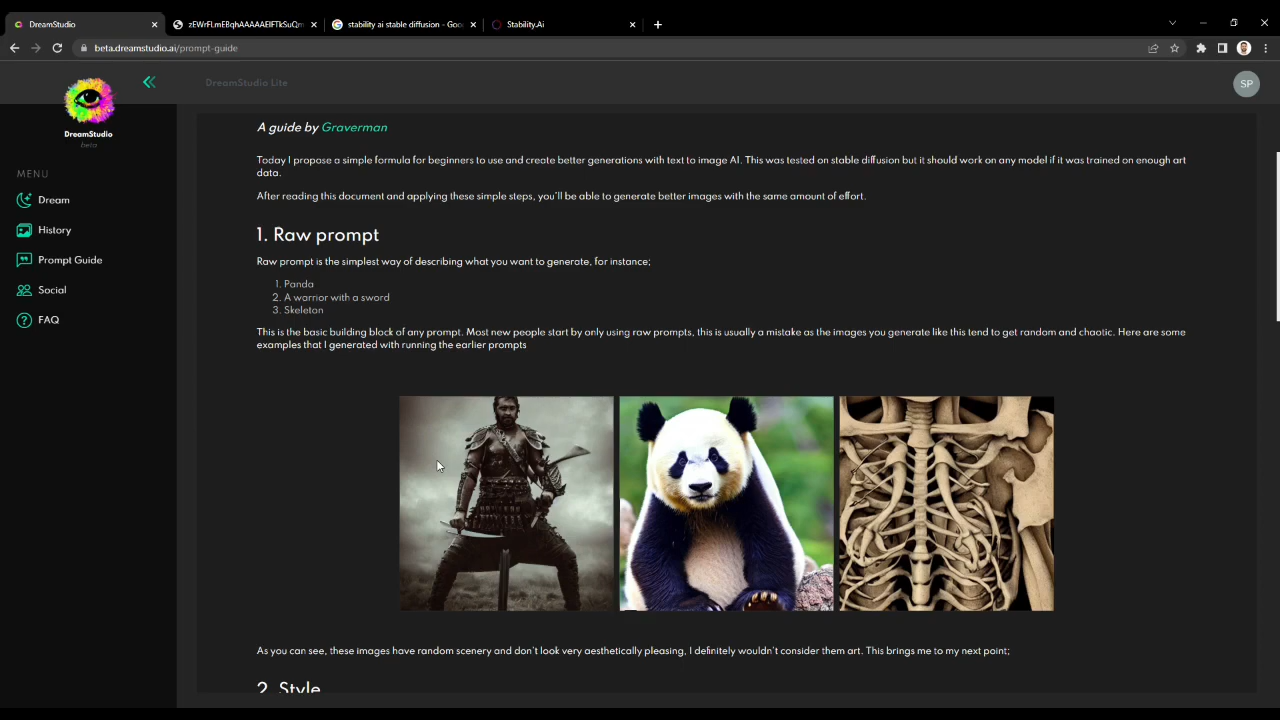 DreamStudio
zEWrFLmEBqhAAAAAElFTkSuQm
stability ai stable diffusion - Goo
Stability.Ai
beta.dreamstudio.ai/prompt-guide
DreamStudio
beta
MENU
Dream
History
Prompt Guide
Social
FAQ
DreamStudio Lite
SP
A guide by Graverman
Today I propose a simple formula for beginners to use and create better generations with text to image AI. This was tested on stable diffusion but it should work on any model if it was trained on enough art
data.
After reading this document and applying these simple steps, you'll be able to generate better images with the same amount of effort.
1. Raw prompt
Raw prompt is the simplest way of describing what you want to generate, for instance;
1. Panda
2. A warrior with a sword
3. Skeleton
This is the basic building block of any prompt. Most new people start by only using raw prompts, this is usually a mistake as the images you generate like this tend to get random and chaotic. Here are some
examples that I generated with running the earlier prompts
As you can see, these images have random scenery and don't look very aesthetically pleasing, I definitely wouldn't consider them art. This brings me to my next point;
2. Style